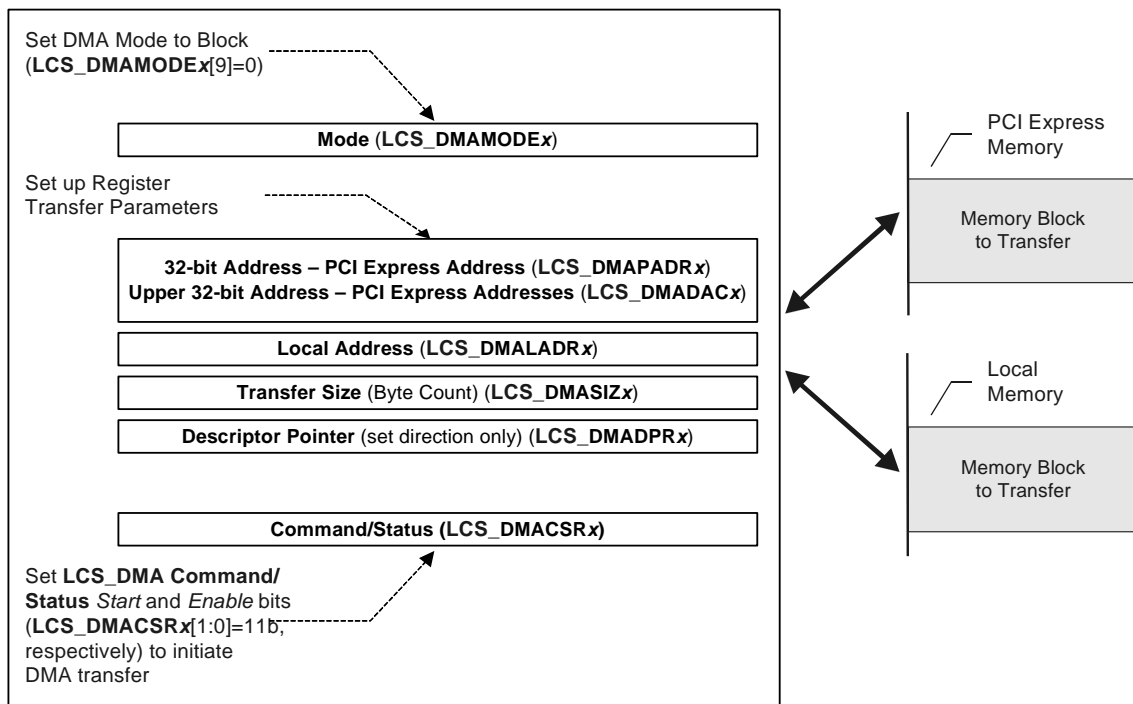 Set DMA Mode to Block
(LCS_DMAMODEx[9]=0)
Mode (LCS_DMAMODEx)
Set up Register
Transfer Parameters
32-bit Address – PCI Express Address (LCS_DMAPADRx)
Upper 32-bit Address – PCI Express Addresses (LCS_DMADACx)
Local Address (LCS_DMALADRx)
Transfer Size (Byte Count) (LCS_DMASIZx)
Descriptor Pointer (set direction only) (LCS_DMADPRx)
Command/Status (LCS_DMACSRx)
Set LCS_DMA Command/
Status Start and Enable bits
(LCS_DMACSRx[1:0]=11b,
respectively) to initiate
DMA transfer
PCI Express
Memory
Memory Block
to Transfer
Local
Memory
Memory Block
to Transfer